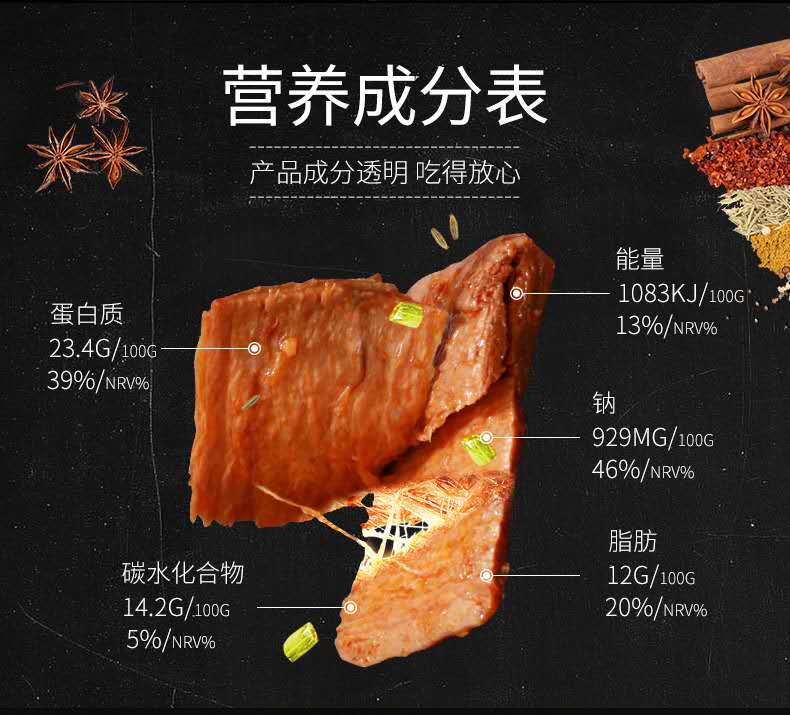 营养成分表
产品成分透明 吃得放心
能量
1083KJ/100G
13%/NRV%
蛋白质
23.4G/100G
39%/NRV%
钠
929MG/100G
46%/NRV%
脂肪
12G/100G
20%/NRV%
碳水化合物
14.2G/100G
5%/NRV%